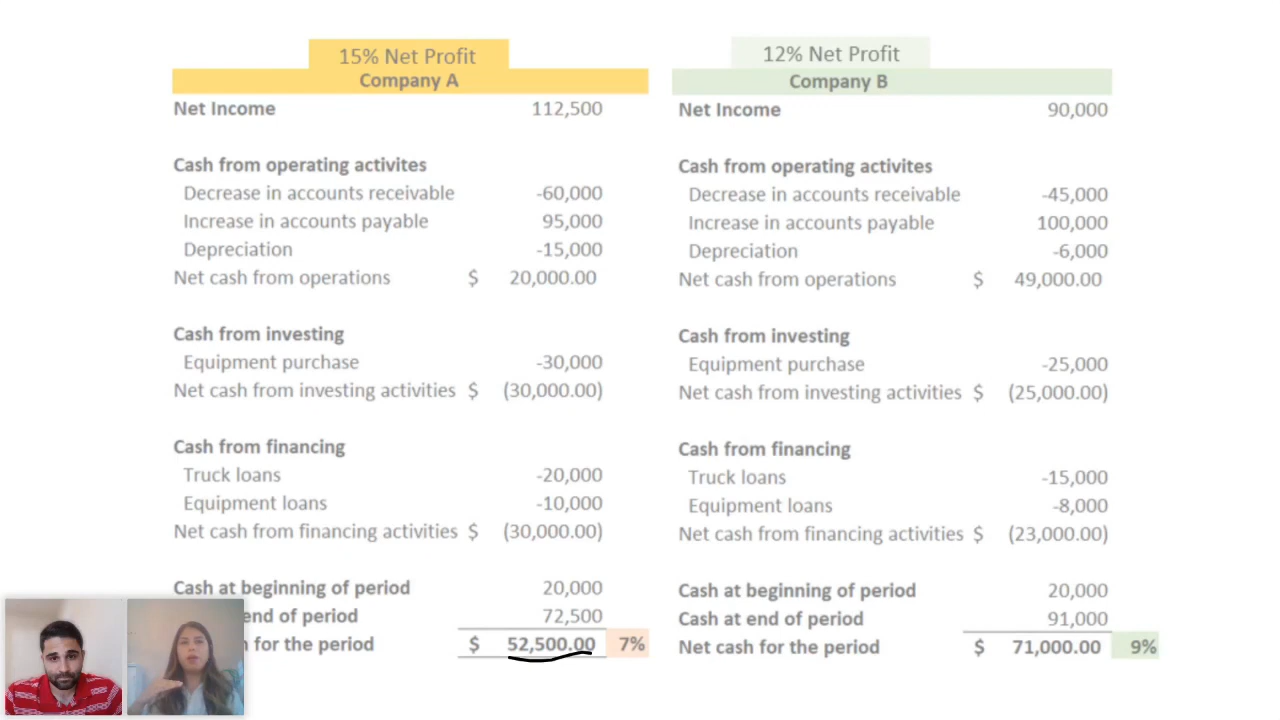 15% Net Profit
Company A
Net Income 112,500
Cash from operating activites
Decrease in accounts receivable -60,000
Increase in accounts payable 95,000
Depreciation -15,000
Net cash from operations $ 20,000.00
Cash from investing
Equipment purchase -30,000
Net cash from investing activities $ (30,000.00)
Cash from financing
Truck loans -20,000
Equipment loans -10,000
Net cash from financing activities $ (30,000.00)
Cash at beginning of period 20,000
end of period 72,500
for the period $ 52,500.00 7%
12% Net Profit
Company B
Net Income 90,000
Cash from operating activites
Decrease in accounts receivable -45,000
Increase in accounts payable 100,000
Depreciation -6,000
Net cash from operations $ 49,000.00
Cash from investing
Equipment purchase -25,000
Net cash from investing activities $ (25,000.00)
Cash from financing
Truck loans -15,000
Equipment loans -8,000
Net cash from financing activities $ (23,000.00)
Cash at beginning of period 20,000
Cash at end of period 91,000
Net cash for the period $ 71,000.00 9%